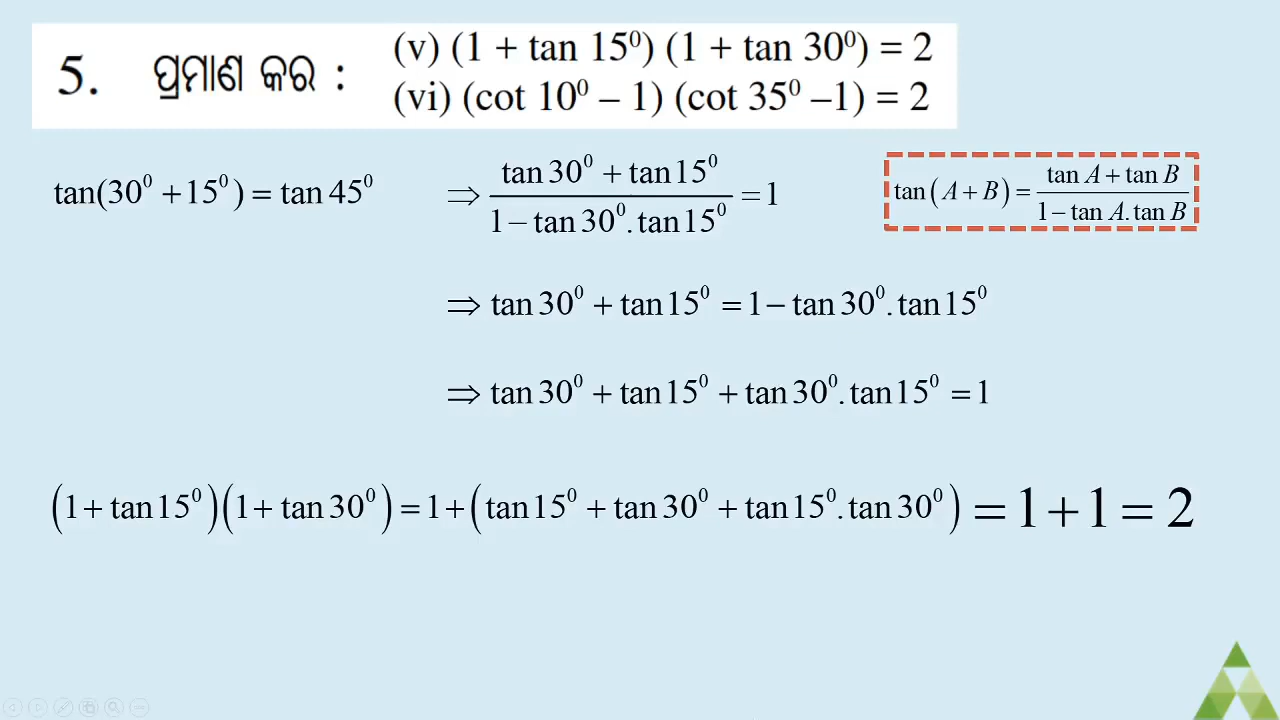 5. ପ୍ରମାଣ କର : (v) (1 + tan 15⁰) (1 + tan 30⁰) = 2
(vi) (cot 10⁰ – 1) (cot 35⁰ –1) = 2
tan(30⁰ + 15⁰) = tan 45⁰ ⇒ (tan 30⁰ + tan 15⁰)/(1 − tan 30⁰. tan 15⁰) = 1
tan(A + B) = (tan A + tan B)/(1 − tan A. tan B)
⇒ tan 30⁰ + tan 15⁰ = 1 − tan 30⁰. tan 15⁰
⇒ tan 30⁰ + tan 15⁰ + tan 30⁰. tan 15⁰ = 1
(1 + tan 15⁰)(1 + tan 30⁰) = 1 + (tan 15⁰ + tan 30⁰ + tan 15⁰. tan 30⁰) = 1 + 1 = 2